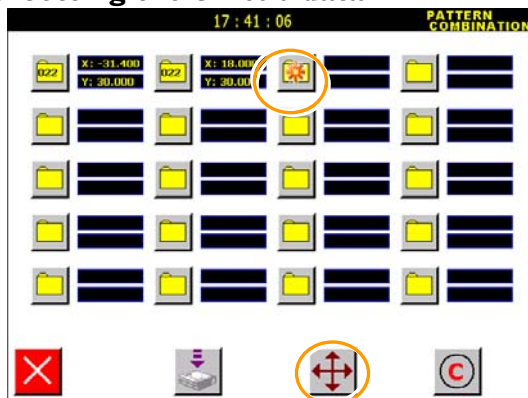 17 : 41 : 06
PATTERN
COMBINATION
022
X: -31.400
Y: 30.000
022
X: 18.000
Y: 30.000
C